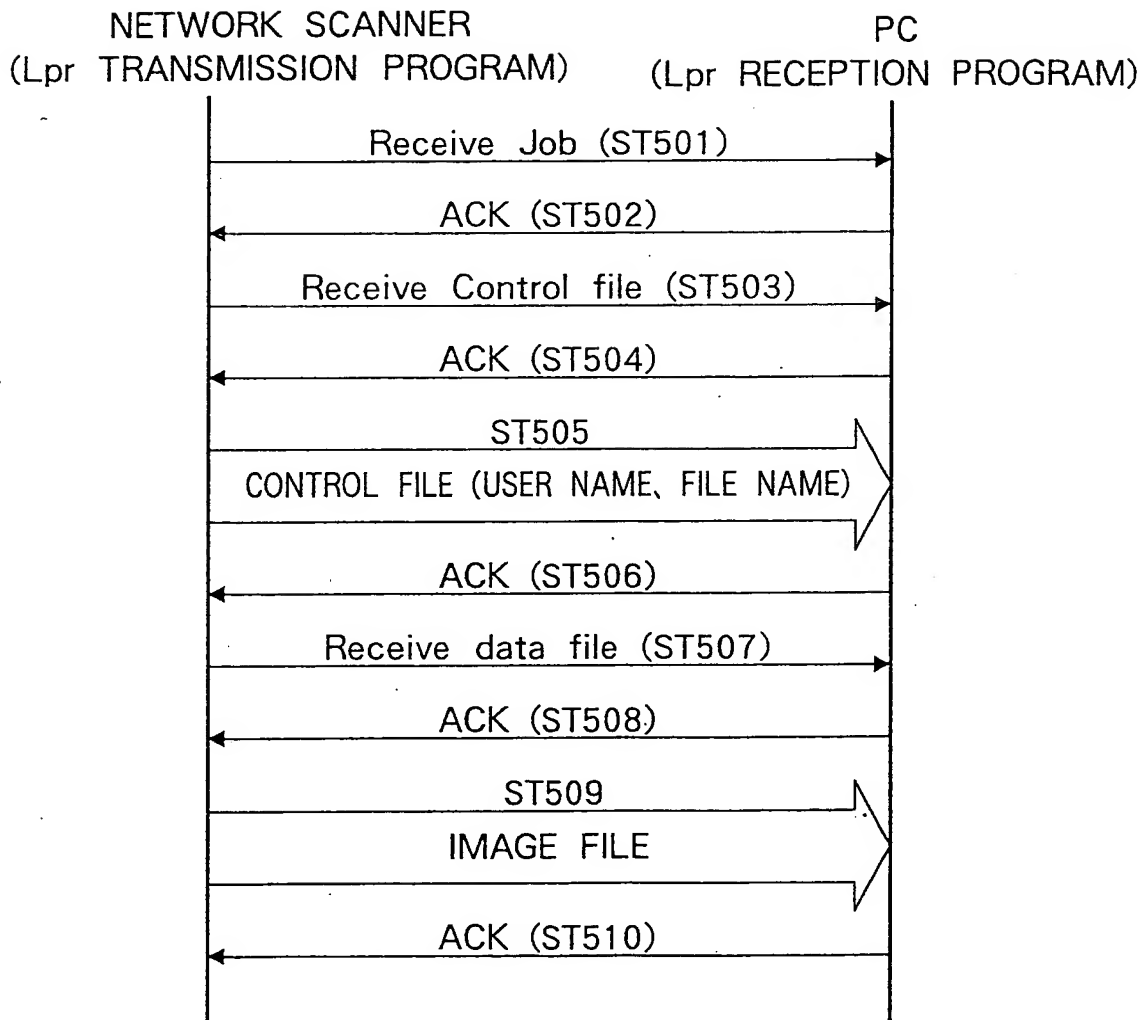 NETWORK SCANNER
(Lpr TRANSMISSION PROGRAM)
PC
(Lpr RECEPTION PROGRAM)
Receive Job (ST501)
ACK (ST502)
Receive Control file (ST503)
ACK (ST504)
ST505
CONTROL FILE (USER NAME、FILE NAME)
ACK (ST506)
Receive data file (ST507)
ACK (ST508)
ST509
IMAGE FILE
ACK (ST510)